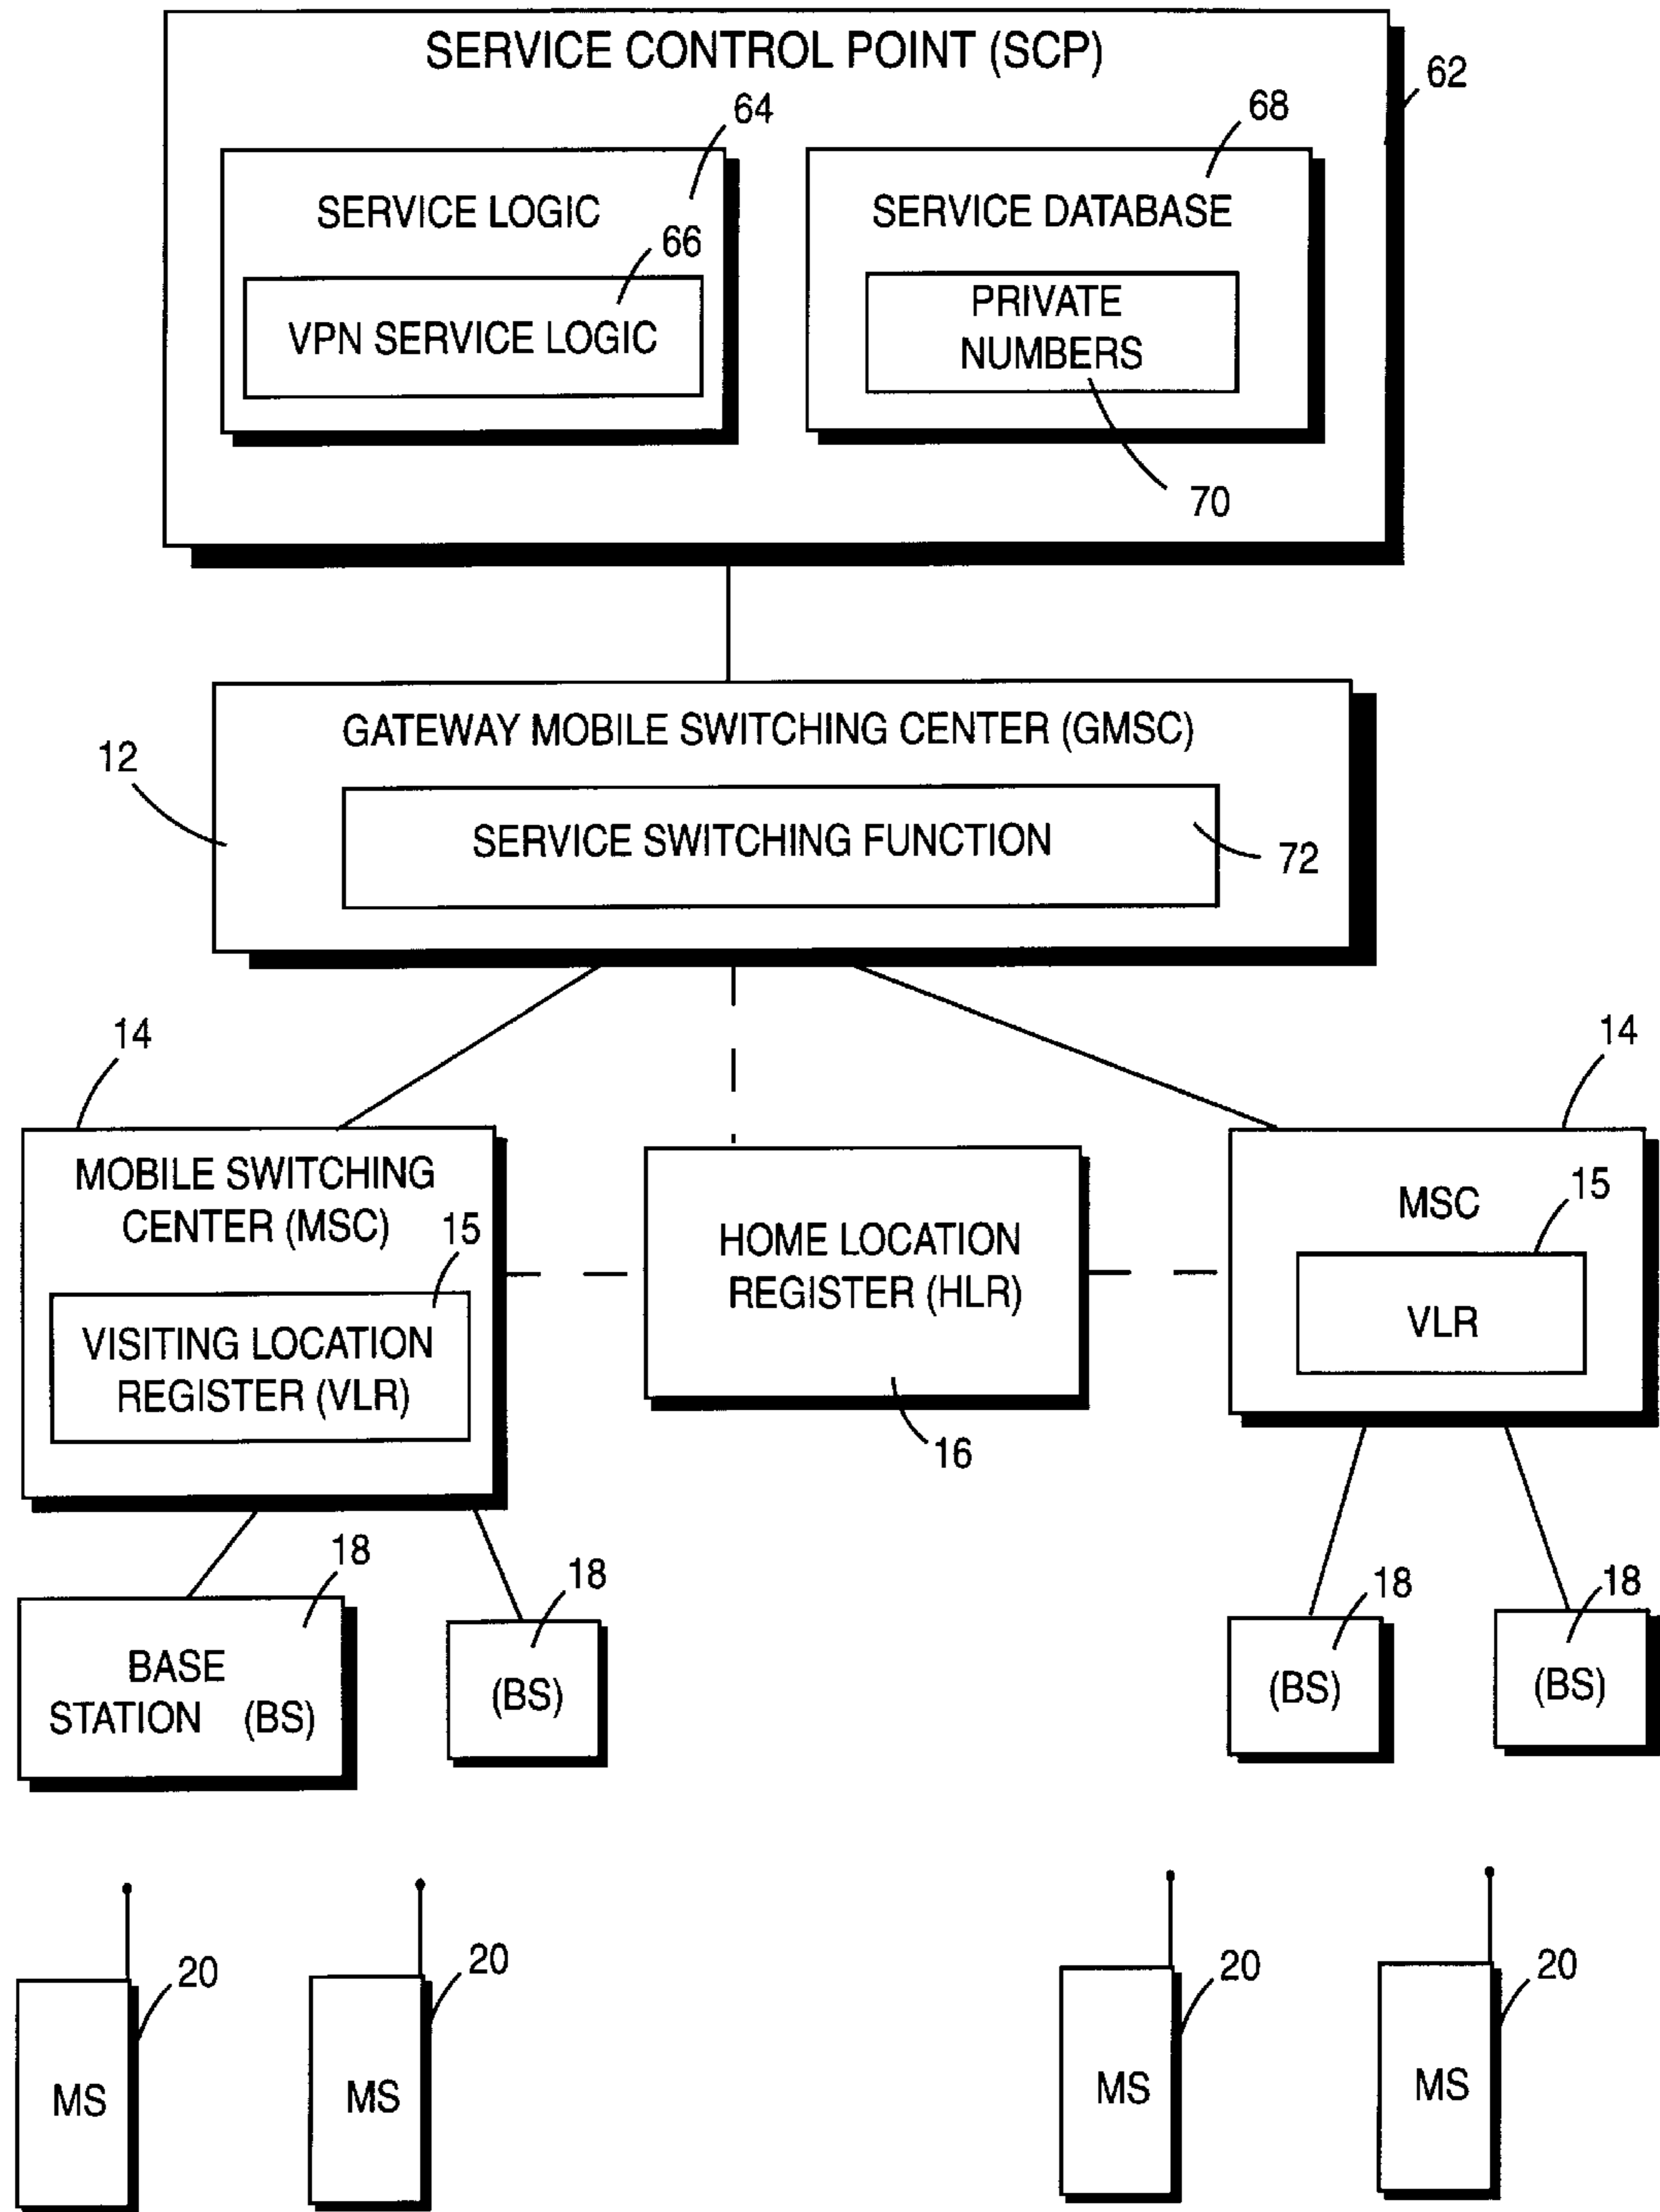 SERVICE CONTROL POINT (SCP)
62
64
68
SERVICE LOGIC
SERVICE DATABASE
66
VPN SERVICE LOGIC
PRIVATE
NUMBERS
70
GATEWAY MOBILE SWITCHING CENTER (GMSC)
12
SERVICE SWITCHING FUNCTION
72
14
14
MOBILE SWITCHING
CENTER (MSC)
15
VISITING LOCATION
REGISTER (VLR)
HOME LOCATION
REGISTER (HLR)
16
MSC
15
VLR
18
BASE
STATION (BS)
18
(BS)
18
(BS)
18
(BS)
20
MS
20
MS
20
MS
20
MS